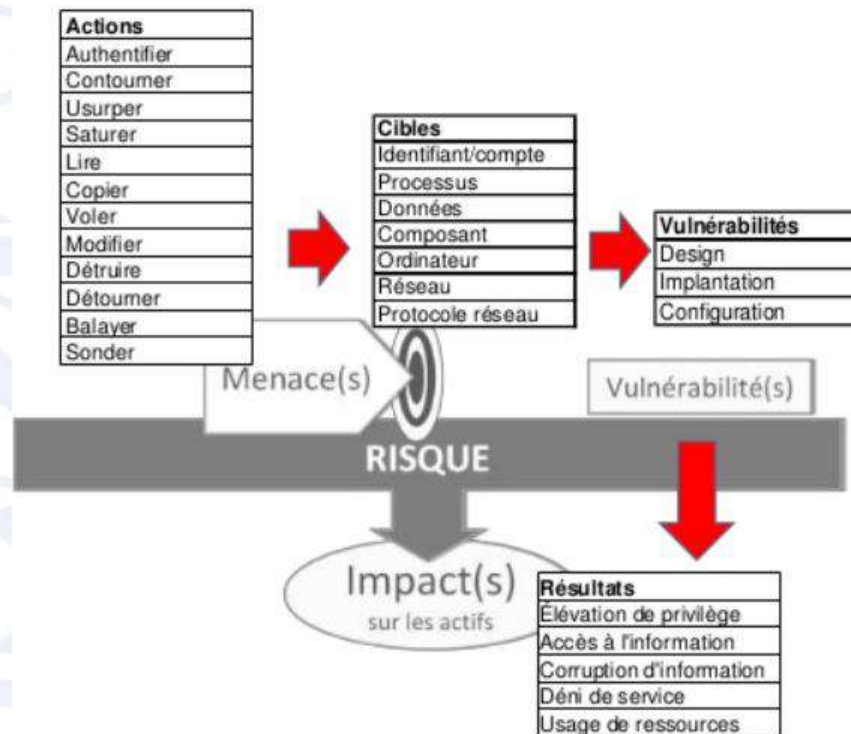 Actions
Authentifier
Contourner
Usurper
Saturer
Lire
Copier
Voler
Modifier
Détruire
Détourner
Balayer
Sonder
Cibles
Identifiant/compte
Processus
Données
Composant
Ordinateur
Réseau
Protocole réseau
Vulnérabilités
Design
Implantation
Configuration
Menace(s)
Vulnérabilité(s)
RISQUE
Impact(s)
sur les actifs
Résultats
Élévation de privilège
Accès à l'information
Corruption d'information
Déni de service
Usage de ressources